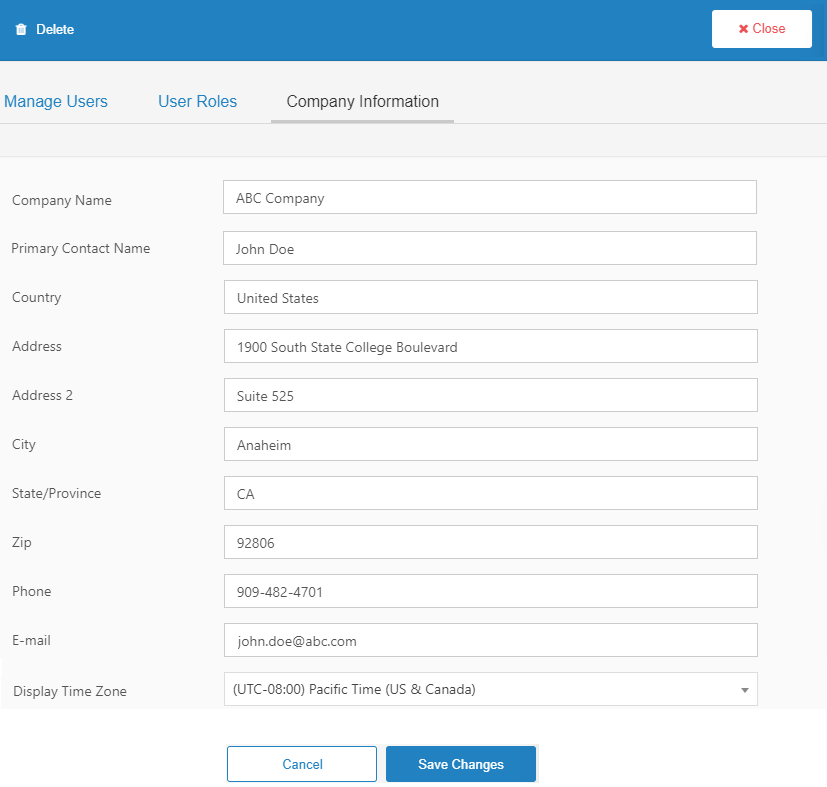 Delete
Close
Manage Users
User Roles
Company Information
Company Name
ABC Company
Primary Contact Name
John Doe
Country
United States
Address
1900 South State College Boulevard
Address 2
Suite 525
City
Anaheim
State/Province
CA
Zip
92806
Phone
909-482-4701
E-mail
john.doe@abc.com
Display Time Zone
(UTC-08:00) Pacific Time (US & Canada)
Cancel
Save Changes